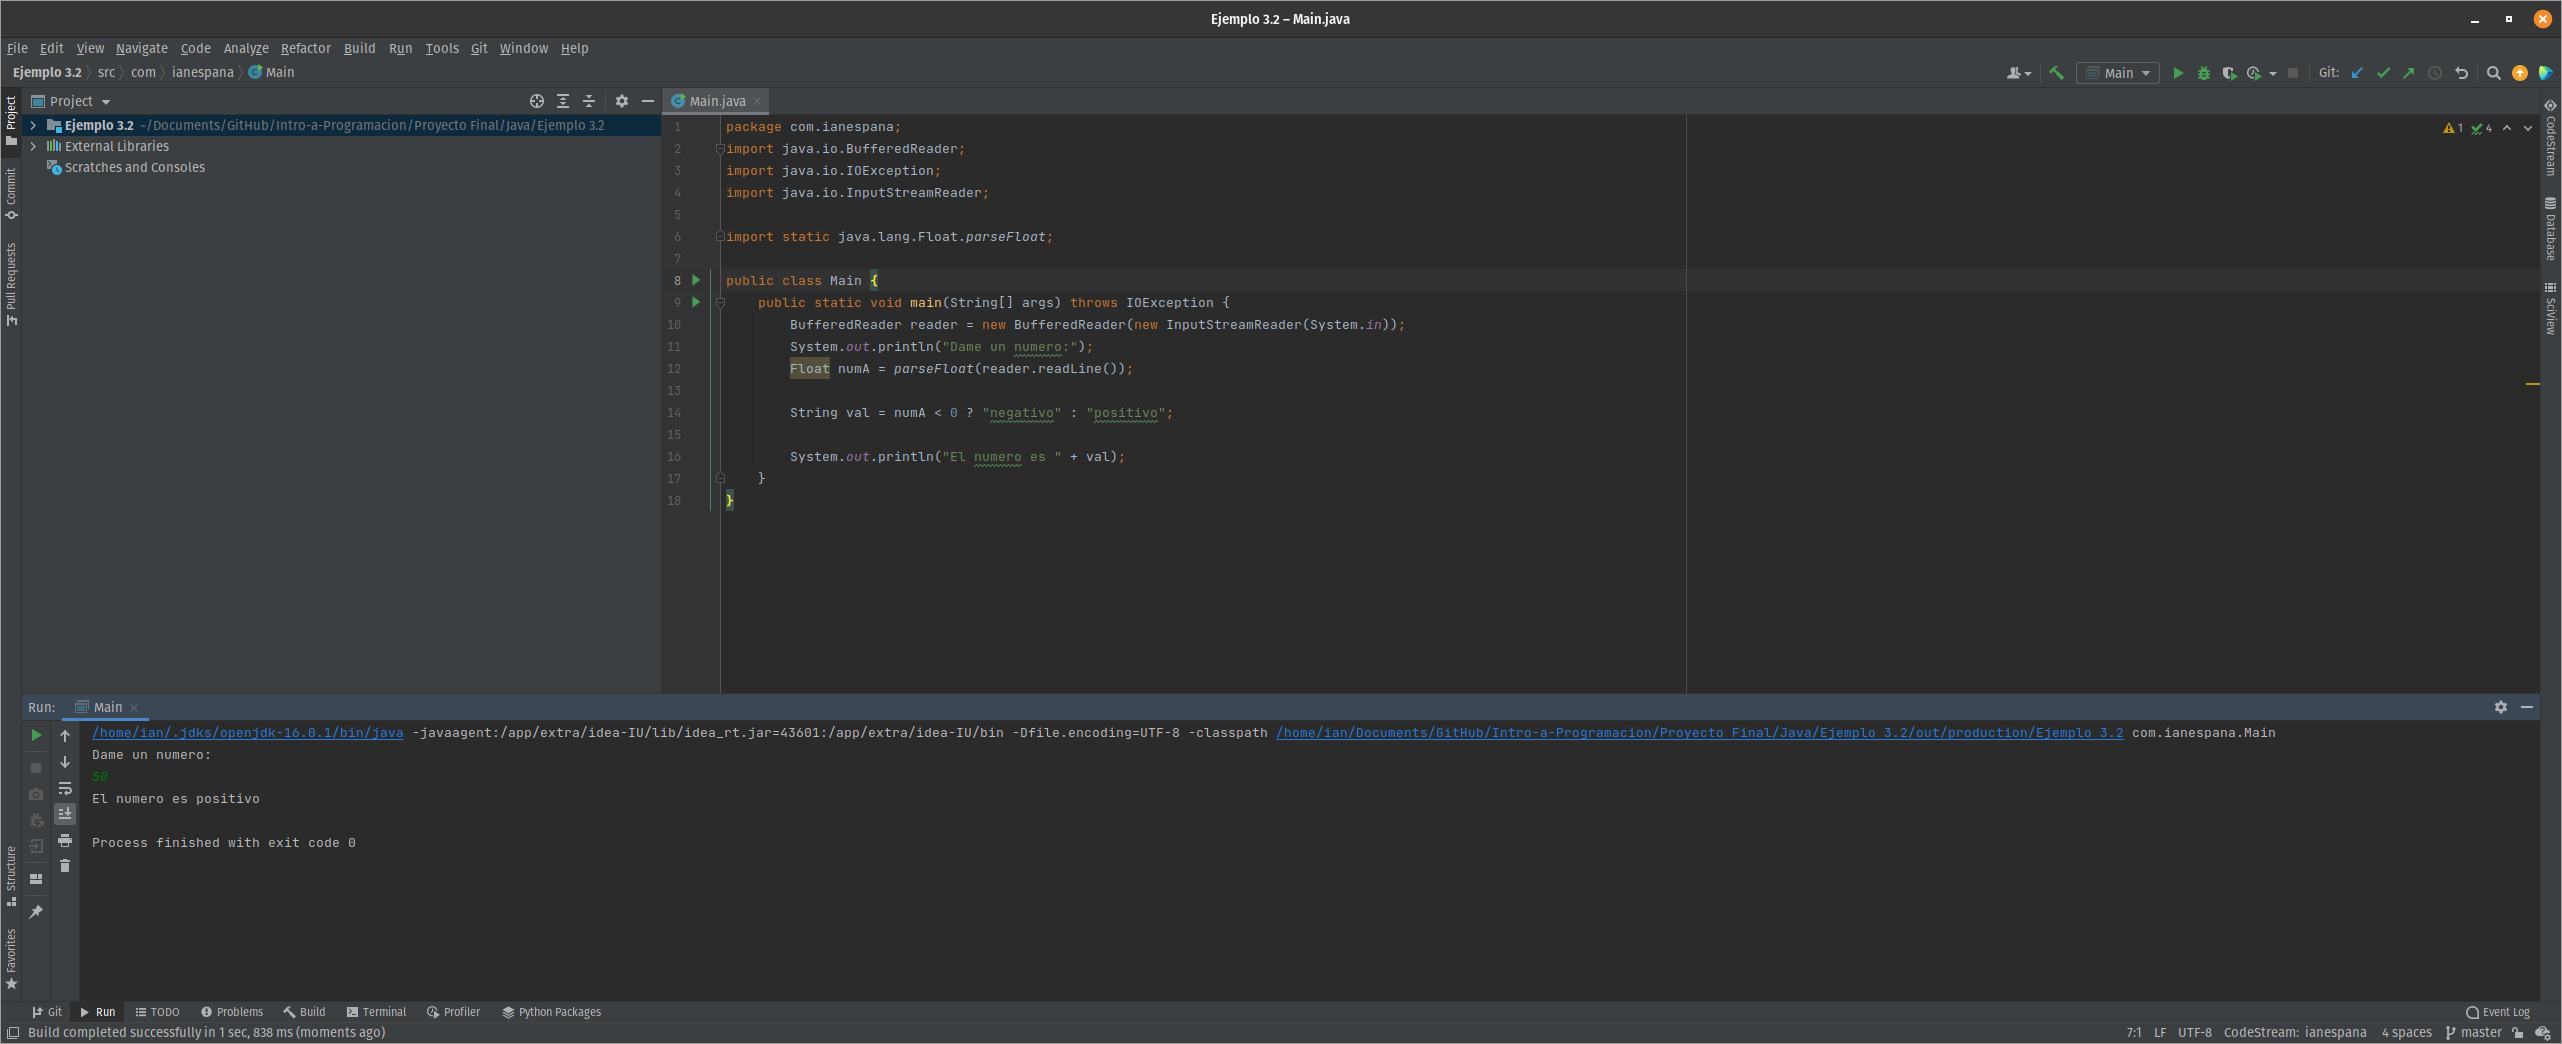 Ejemplo 3.2 – Main.java
File Edit View Navigate Code Analyze Refactor Build Run Tools Git Window Help
Ejemplo 3.2 src com ianespana Main
Main Git:
Project
Main.java
Ejemplo 3.2 ~/Documents/GitHub/Intro-a-Programacion/Proyecto Final/Java/Ejemplo 3.2
External Libraries
Scratches and Consoles
Project
Commit
Pull Requests
Structure
Favorites
1 package com.ianespana;
2 import java.io.BufferedReader;
3 import java.io.IOException;
4 import java.io.InputStreamReader;
5
6 import static java.lang.Float.parseFloat;
7
8 public class Main {
9 public static void main(String[] args) throws IOException {
10 BufferedReader reader = new BufferedReader(new InputStreamReader(System.in));
11 System.out.println("Dame un numero:");
12 Float numA = parseFloat(reader.readLine());
13
14 String val = numA < 0 ? "negativo" : "positivo";
15
16 System.out.println("El numero es " + val);
17 }
18 }
1 4
CodeStream
Database
SciView
Run: Main
/home/ian/.jdks/openjdk-16.0.1/bin/java -javaagent:/app/extra/idea-IU/lib/idea_rt.jar=43601:/app/extra/idea-IU/bin -Dfile.encoding=UTF-8 -classpath /home/ian/Documents/GitHub/Intro-a-Programacion/Proyecto Final/Java/Ejemplo 3.2/out/production/Ejemplo 3.2 com.ianespana.Main
Dame un numero:
50
El numero es positivo
Process finished with exit code 0
Git Run TODO Problems Build Terminal Profiler Python Packages Event Log
Build completed successfully in 1 sec, 838 ms (moments ago) 7:1 LF UTF-8 CodeStream: ianespana 4 spaces master